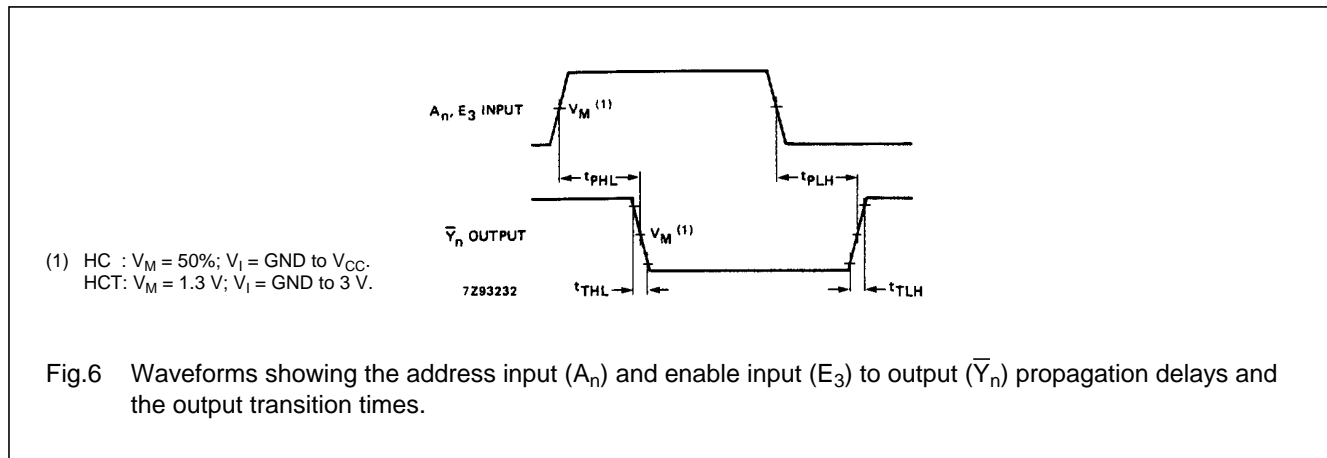 Aₙ, E₃ INPUT
V_M (1)
t_PHL
t_PLH
Y̅ₙ OUTPUT
V_M (1)
(1) HC : V_M = 50%; V_I = GND to V_CC.
HCT: V_M = 1.3 V; V_I = GND to 3 V.
7Z93232
t_THL
t_TLH
Fig.6 Waveforms showing the address input (Aₙ) and enable input (E₃) to output (Y̅ₙ) propagation delays and
the output transition times.